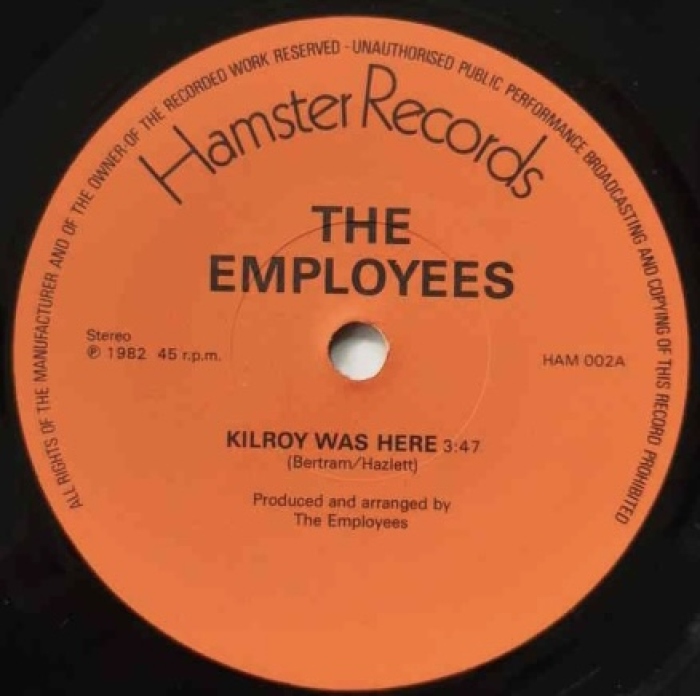 ALL RIGHTS OF THE MANUFACTURER AND OF THE OWNER OF THE RECORDED WORK RESERVED - UNAUTHORISED PUBLIC PERFORMANCE BROADCASTING AND COPYING OF THIS RECORD PROHIBITED
Hamster Records
THE
EMPLOYEES
Stereo
℗ 1982 45 r.p.m.
HAM 002A
KILROY WAS HERE 3:47
(Bertram/Hazlett)
Produced and arranged by
The Employees